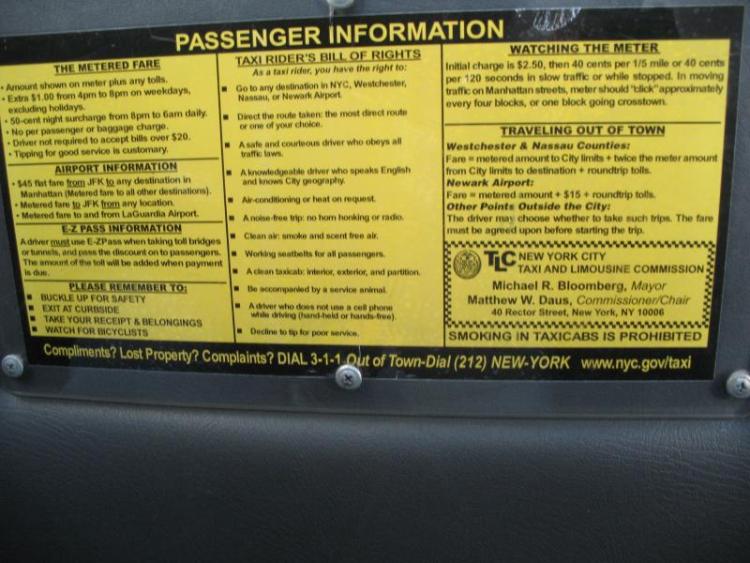 PASSENGER INFORMATION
THE METERED FARE
• Amount shown on meter plus any tolls.
• Extra $1.00 from 4pm to 8pm on weekdays,
excluding holidays.
• 50-cent night surcharge from 8pm to 6am daily.
• No per passenger or baggage charge.
• Driver not required to accept bills over $20.
• Tipping for good service is customary.
AIRPORT INFORMATION
• $45 flat fare from JFK to any destination in
Manhattan (Metered fare to all other destinations).
• Metered fare to JFK from any location.
• Metered fare to and from LaGuardia Airport.
E-Z PASS INFORMATION
A driver must use E-ZPass when taking toll bridges
or tunnels, and pass the discount on to passengers.
The amount of the toll will be added when payment
is due.
PLEASE REMEMBER TO:
■ BUCKLE UP FOR SAFETY
■ EXIT AT CURBSIDE
■ TAKE YOUR RECEIPT & BELONGINGS
■ WATCH FOR BICYCLISTS
TAXI RIDER'S BILL OF RIGHTS
As a taxi rider, you have the right to:
■ Go to any destination in NYC, Westchester,
Nassau, or Newark Airport.
■ Direct the route taken: the most direct route
or one of your choice.
■ A safe and courteous driver who obeys all
traffic laws.
■ A knowledgeable driver who speaks English
and knows City geography.
■ Air-conditioning or heat on request.
■ A noise-free trip: no horn honking or radio.
■ Clean air: smoke and scent free air.
■ Working seatbelts for all passengers.
■ A clean taxicab: interior, exterior, and partition.
■ Be accompanied by a service animal.
■ A driver who does not use a cell phone
while driving (hand-held or hands-free).
■ Decline to tip for poor service.
WATCHING THE METER
Initial charge is $2.50, then 40 cents per 1/5 mile or 40 cents
per 120 seconds in slow traffic or while stopped. In moving
traffic on Manhattan streets, meter should "click" approximately
every four blocks, or one block going crosstown.
TRAVELING OUT OF TOWN
Westchester & Nassau Counties:
Fare = metered amount to City limits + twice the meter amount
from City limits to destination + roundtrip tolls.
Newark Airport:
Fare = metered amount + $15 + roundtrip tolls.
Other Points Outside the City:
The driver may choose whether to take such trips. The fare
must be agreed upon before starting the trip.
TLC NEW YORK CITY
TAXI AND LIMOUSINE COMMISSION
Michael R. Bloomberg, Mayor
Matthew W. Daus, Commissioner/Chair
40 Rector Street, New York, NY 10006
SMOKING IN TAXICABS IS PROHIBITED
Compliments? Lost Property? Complaints? DIAL 3-1-1 Out of Town-Dial (212) NEW-YORK www.nyc.gov/taxi